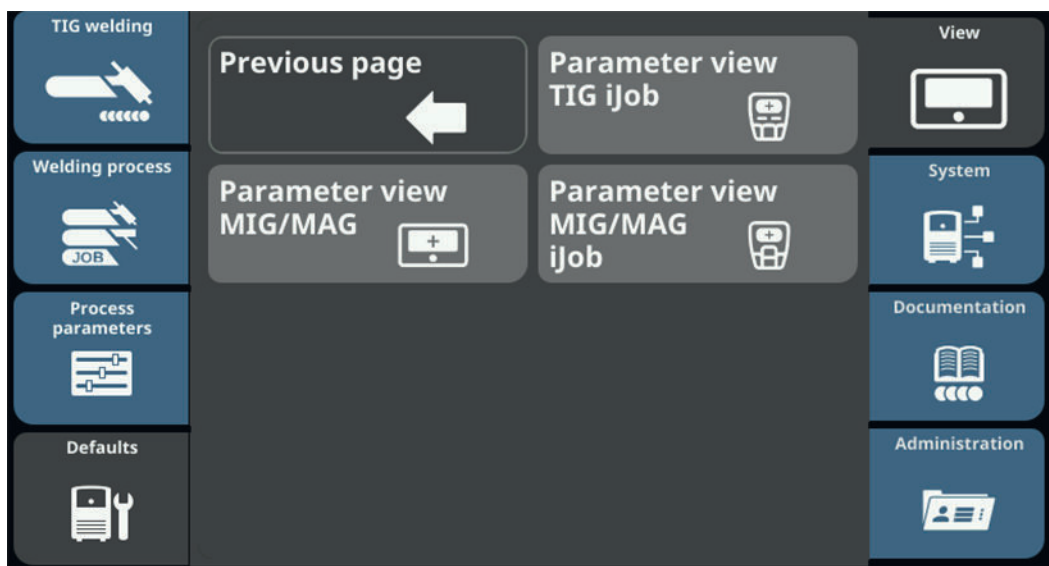 TIG welding
Welding process
JOB
Process
parameters
Defaults
Previous page
Parameter view
TIG iJob
Parameter view
MIG/MAG
Parameter view
MIG/MAG
iJob
View
System
Documentation
Administration